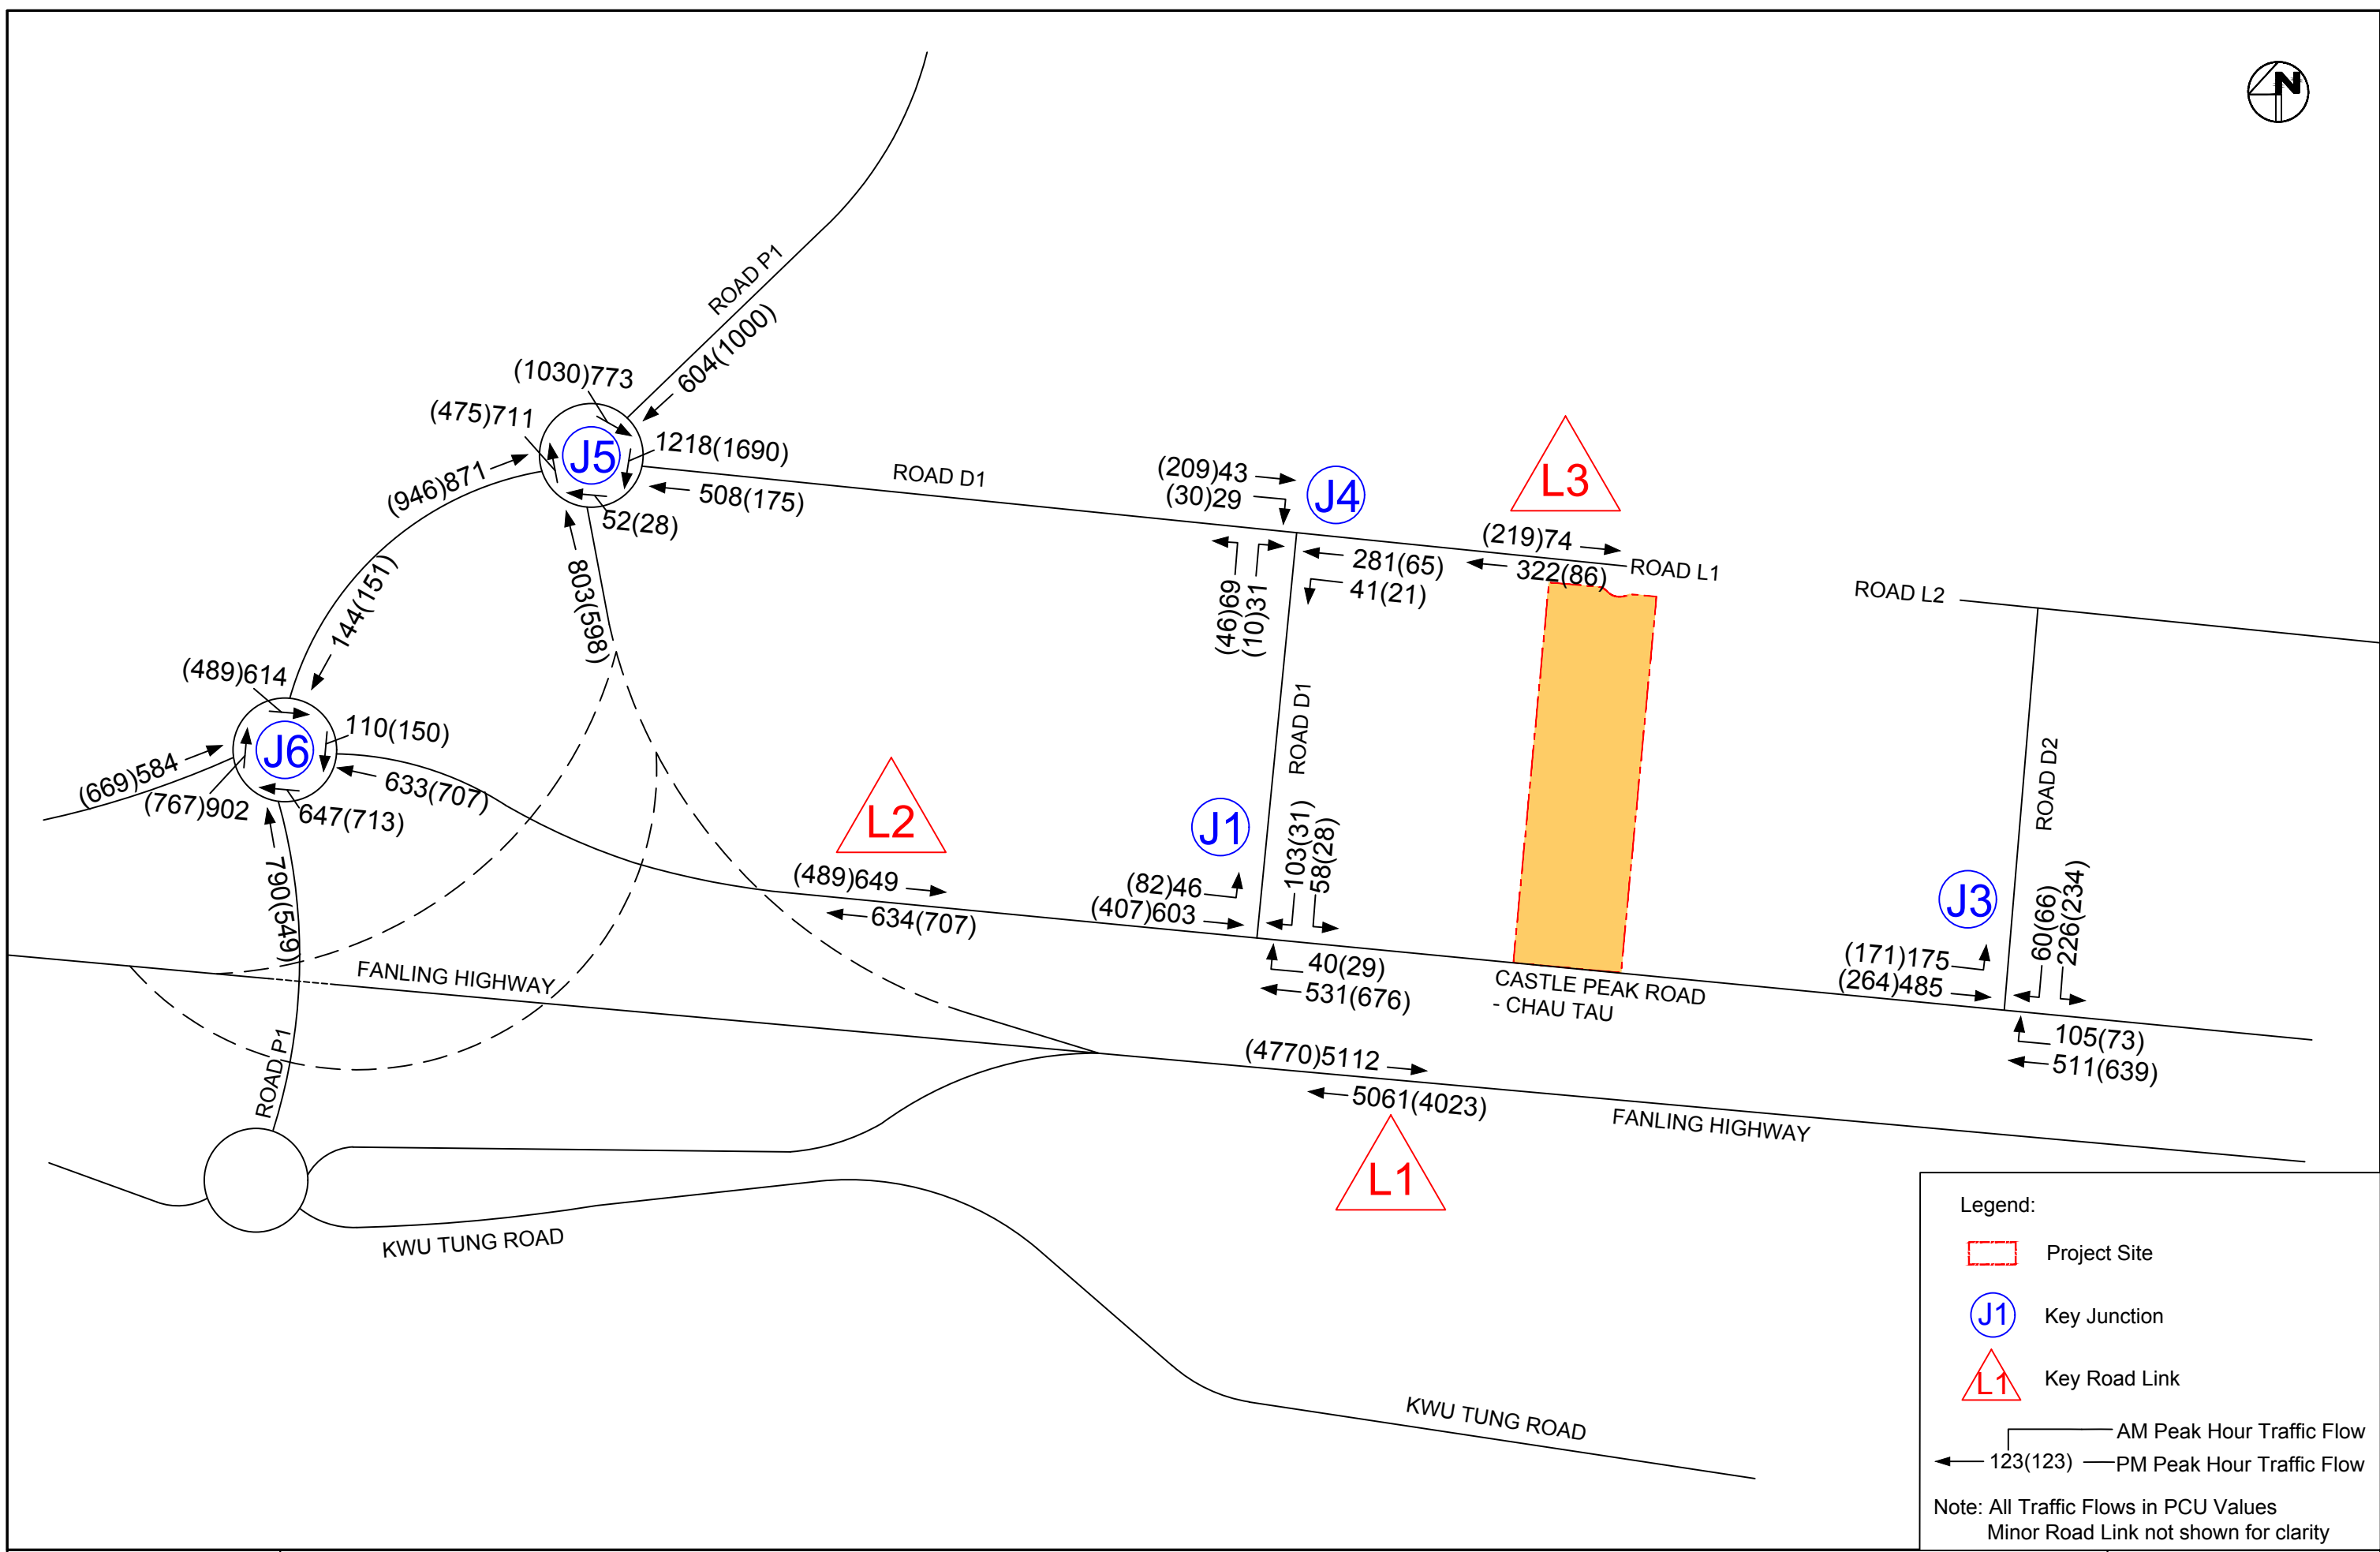 N
ROAD P1
604(1000)
(1030)773
(475)711
J5
1218(1690)
(946)871
508(175)
52(28)
803(598)
144(151)
ROAD D1
(209)43
(30)29
J4
L3
(219)74
322(86)
ROAD L1
281(65)
41(21)
(46)69
(10)31
ROAD L2
(489)614
J6
110(150)
(669)584
(767)902
633(707)
647(713)
790(549)
L2
(489)649
634(707)
ROAD D1
J1
(82)46
(407)603
103(31)
58(28)
40(29)
531(676)
CASTLE PEAK ROAD
- CHAU TAU
ROAD D2
J3
(171)175
(264)485
60(66)
226(234)
105(73)
511(639)
FANLING HIGHWAY
ROAD P1
(4770)5112
5061(4023)
FANLING HIGHWAY
L1
KWU TUNG ROAD
KWU TUNG ROAD
Legend:
Project Site
J1
Key Junction
L1
Key Road Link
AM Peak Hour Traffic Flow
123(123)
PM Peak Hour Traffic Flow
Note: All Traffic Flows in PCU Values
Minor Road Link not shown for clarity